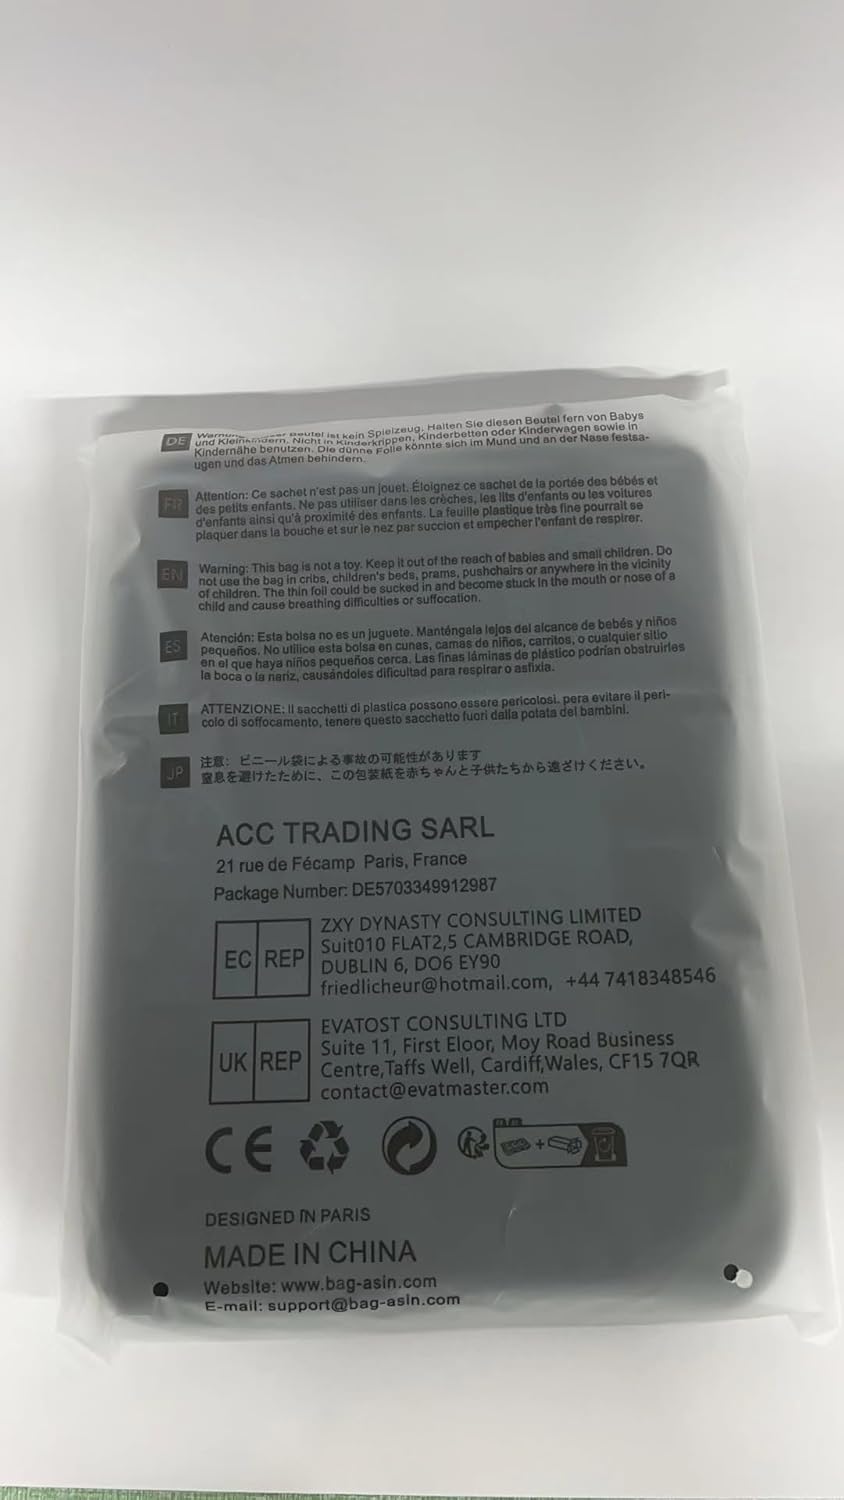 DE
ist kein Spielzeug. Halten Sie diesen Beutel fern von Babys
und Kleinkindern. Nicht in Kinderkrippen, Kinderbetten oder Kinderwagen sowie in
Kindernähe benutzen. Die dünne Folie könnte sich im Mund und an der Nase festsa-
ugen und das Atmen behindern.
FR
Attention: Ce sachet n'est pas un jouet. Éloignez ce sachet de la portée des bébés et
des petits enfants. Ne pas utiliser dans les crèches, les lits d'enfants ou les voitures
d'enfants ainsi qu'à proximité des enfants. La feuille plastique très fine pourrait se
plaquer dans la bouche et sur le nez par succion et empecher l'enfant de respirer.
EN
Warning: This bag is not a toy. Keep it out of the reach of babies and small children. Do
not use the bag in cribs, children's beds, prams, pushchairs or anywhere in the vicinity
of children. The thin foil could be sucked in and become stuck in the mouth or nose of a
child and cause breathing difficulties or suffocation.
ES
Atención: Esta bolsa no es un juguete. Manténgala lejos del alcance de bebés y niños
pequeños. No utilice esta bolsa en cunas, camas de niños, carritos, o cualquier sitio
en el que haya niños pequeños cerca. Las finas láminas de plástico podrían obstruirles
la boca o la nariz, causándoles dificultad para respirar o asfixia.
IT
ATTENZIONE: Il sacchetti di plastica possono essere pericolosi. pera evitare il peri-
colo di soffocamento, tenere questo sacchetto fuori dalla potata dei bambini.
JP
注意: ビニール袋による事故の可能性があります
窒息を避けたために、この包装紙を赤ちゃんと子供たちから遠ざけください。
ACC TRADING SARL
21 rue de Fécamp Paris, France
Package Number: DE5703349912987
EC REP
ZXY DYNASTY CONSULTING LIMITED
Suit010 FLAT2,5 CAMBRIDGE ROAD,
DUBLIN 6, DO6 EY90
friedlicheur@hotmail.com, +44 7418348546
UK REP
EVATOST CONSULTING LTD
Suite 11, First Eloor, Moy Road Business
Centre,Taffs Well, Cardiff,Wales, CF15 7QR
contact@evatmaster.com
CE
DESIGNED IN PARIS
MADE IN CHINA
Website: www.bag-asin.com
E-mail: support@bag-asin.com